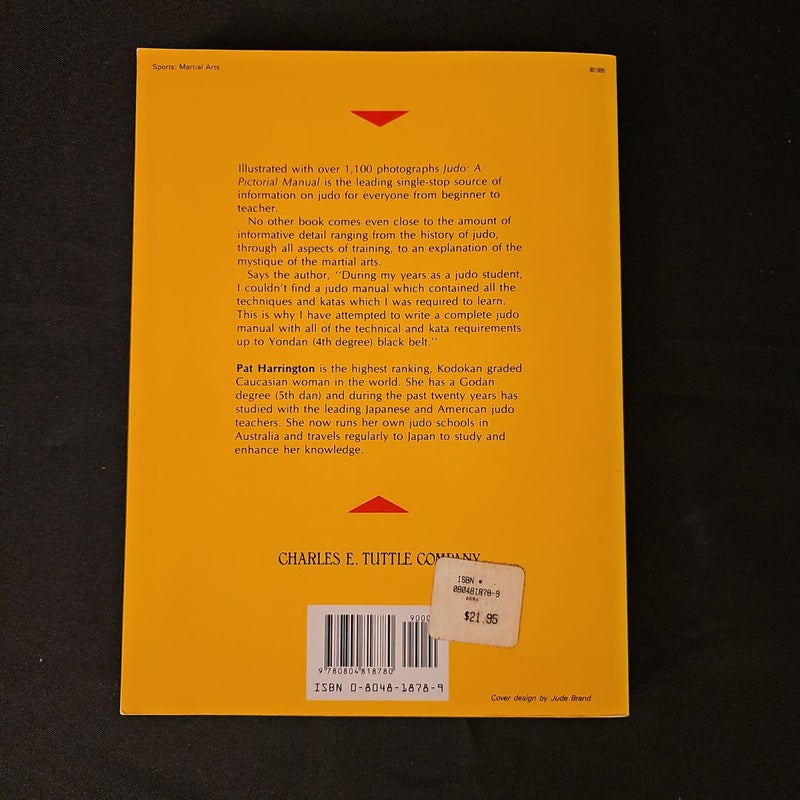 Sports: Martial Arts
901995
Illustrated with over 1,100 photographs Judo: A
Pictorial Manual is the leading single-stop source of
information on judo for everyone from beginner to
teacher.
No other book comes even close to the amount of
informative detail ranging from the history of judo,
through all aspects of training, to an explanation of the
mystique of the martial arts.
Says the author, "During my years as a judo student,
I couldn't find a judo manual which contained all the
techniques and katas which I was required to learn.
This is why I have attempted to write a complete judo
manual with all of the technical and kata requirements
up to Yondan (4th degree) black belt."
Pat Harrington is the highest ranking, Kodokan graded
Caucasian woman in the world. She has a Godan
degree (5th dan) and during the past twenty years has
studied with the leading Japanese and American judo
teachers. She now runs her own judo schools in
Australia and travels regularly to Japan to study and
enhance her knowledge.
CHARLES E. TUTTLE COMPANY
ISBN #
080481878-9
$21.95
9000
9 780804 818780
ISBN 0-8048-1878-9
Cover design by Jude Brand